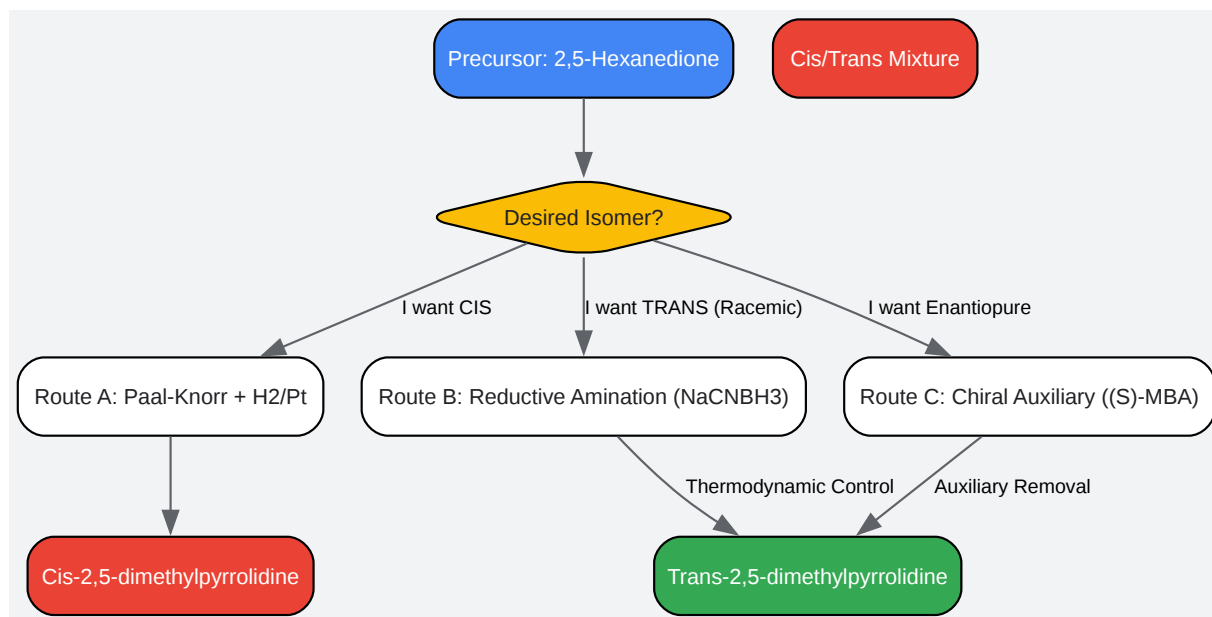 Precursor: 2,5-Hexanedione
Cis/Trans Mixture
Desired Isomer?
I want CIS
I want TRANS (Racemic)
I want Enantiopure
Route A: Paal-Knorr + H2/Pt
Route B: Reductive Amination (NaCNBH3)
Route C: Chiral Auxiliary ((S)-MBA)
Thermodynamic Control
Auxiliary Removal
Cis-2,5-dimethylpyrrolidine
Trans-2,5-dimethylpyrrolidine